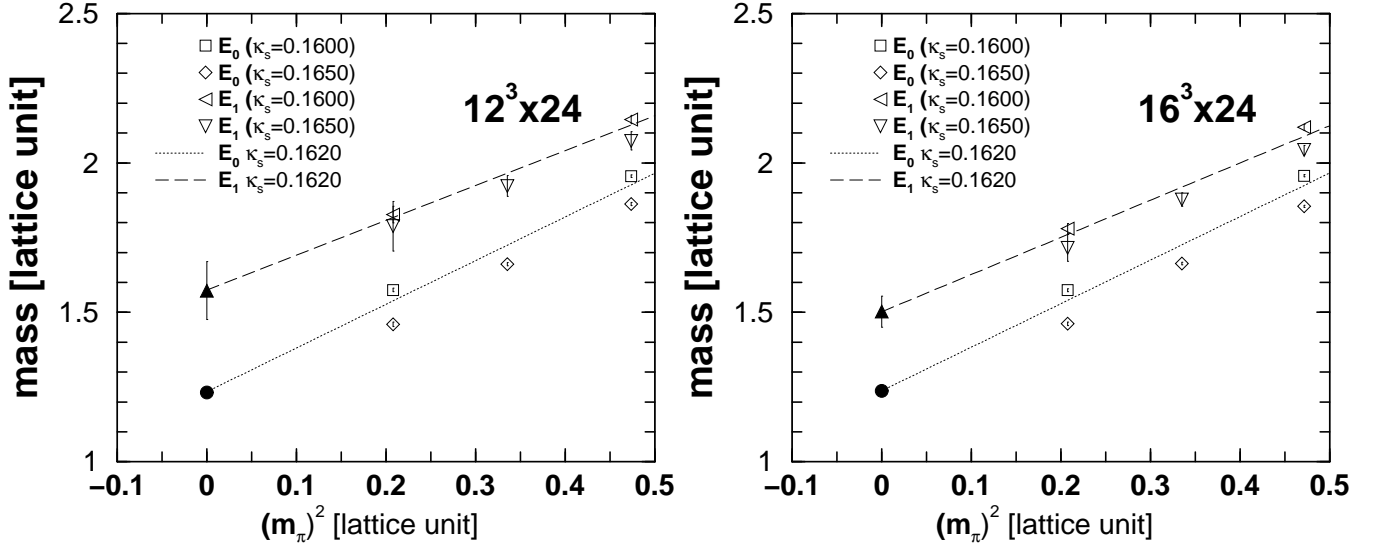 2.5
2
1.5
1
−0.1 0 0.1 0.2 0.3 0.4 0.5
(mπ)² [lattice unit]
mass [lattice unit]
E₀ (κₛ=0.1600)
E₀ (κₛ=0.1650)
E₁ (κₛ=0.1600)
E₁ (κₛ=0.1650)
E₀ κₛ=0.1620
E₁ κₛ=0.1620
12³x24
2.5
2
1.5
1
−0.1 0 0.1 0.2 0.3 0.4 0.5
(mπ)² [lattice unit]
mass [lattice unit]
E₀ (κₛ=0.1600)
E₀ (κₛ=0.1650)
E₁ (κₛ=0.1600)
E₁ (κₛ=0.1650)
E₀ κₛ=0.1620
E₁ κₛ=0.1620
16³x24